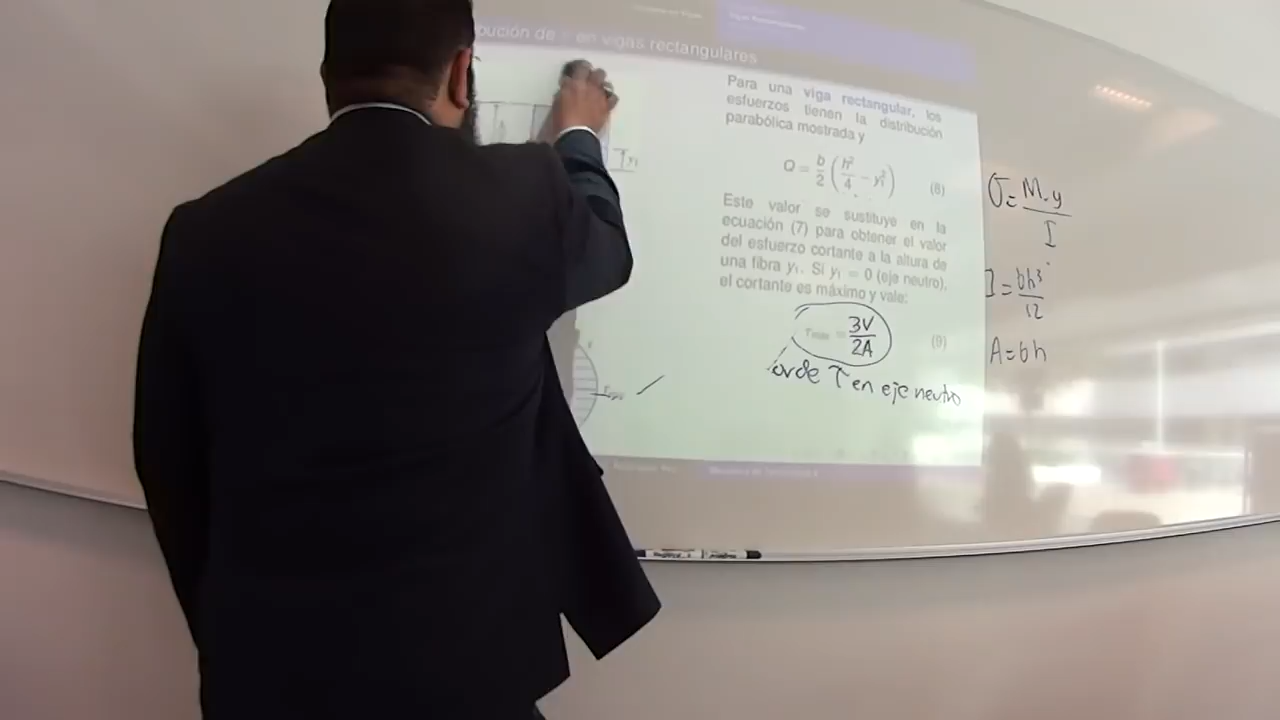 de τ en vigas rectangulares
Para una viga rectangular, los
esfuerzos tienen la distribución
parabólica mostrada y
Q = b/2 (h²/4 − y₁²) (8)
Este valor se sustituye en la
ecuación (7) para obtener el valor
del esfuerzo cortante a la altura de
una fibra y₁. Si y₁ = 0 (eje neutro),
el cortante es máximo y vale:
τmax = 3V/2A (9)
de τ en eje neutro
σ = M·y/I
I = bh³/12
A = bh
y₁